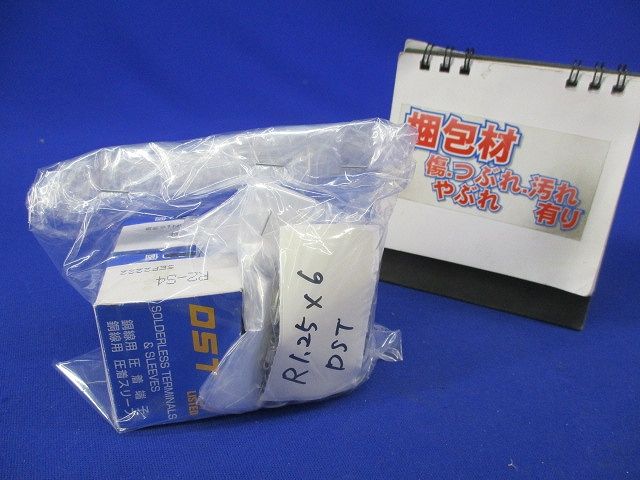 梱包材
傷.つぶれ.汚れ
やぶれ 有り
R2-S4
DST
SOLDERLESS TERMINALS
& SLEEVES
銅線用 圧着端子
銅線用 圧着スリーブ
LISTED
R1.25×6
DST